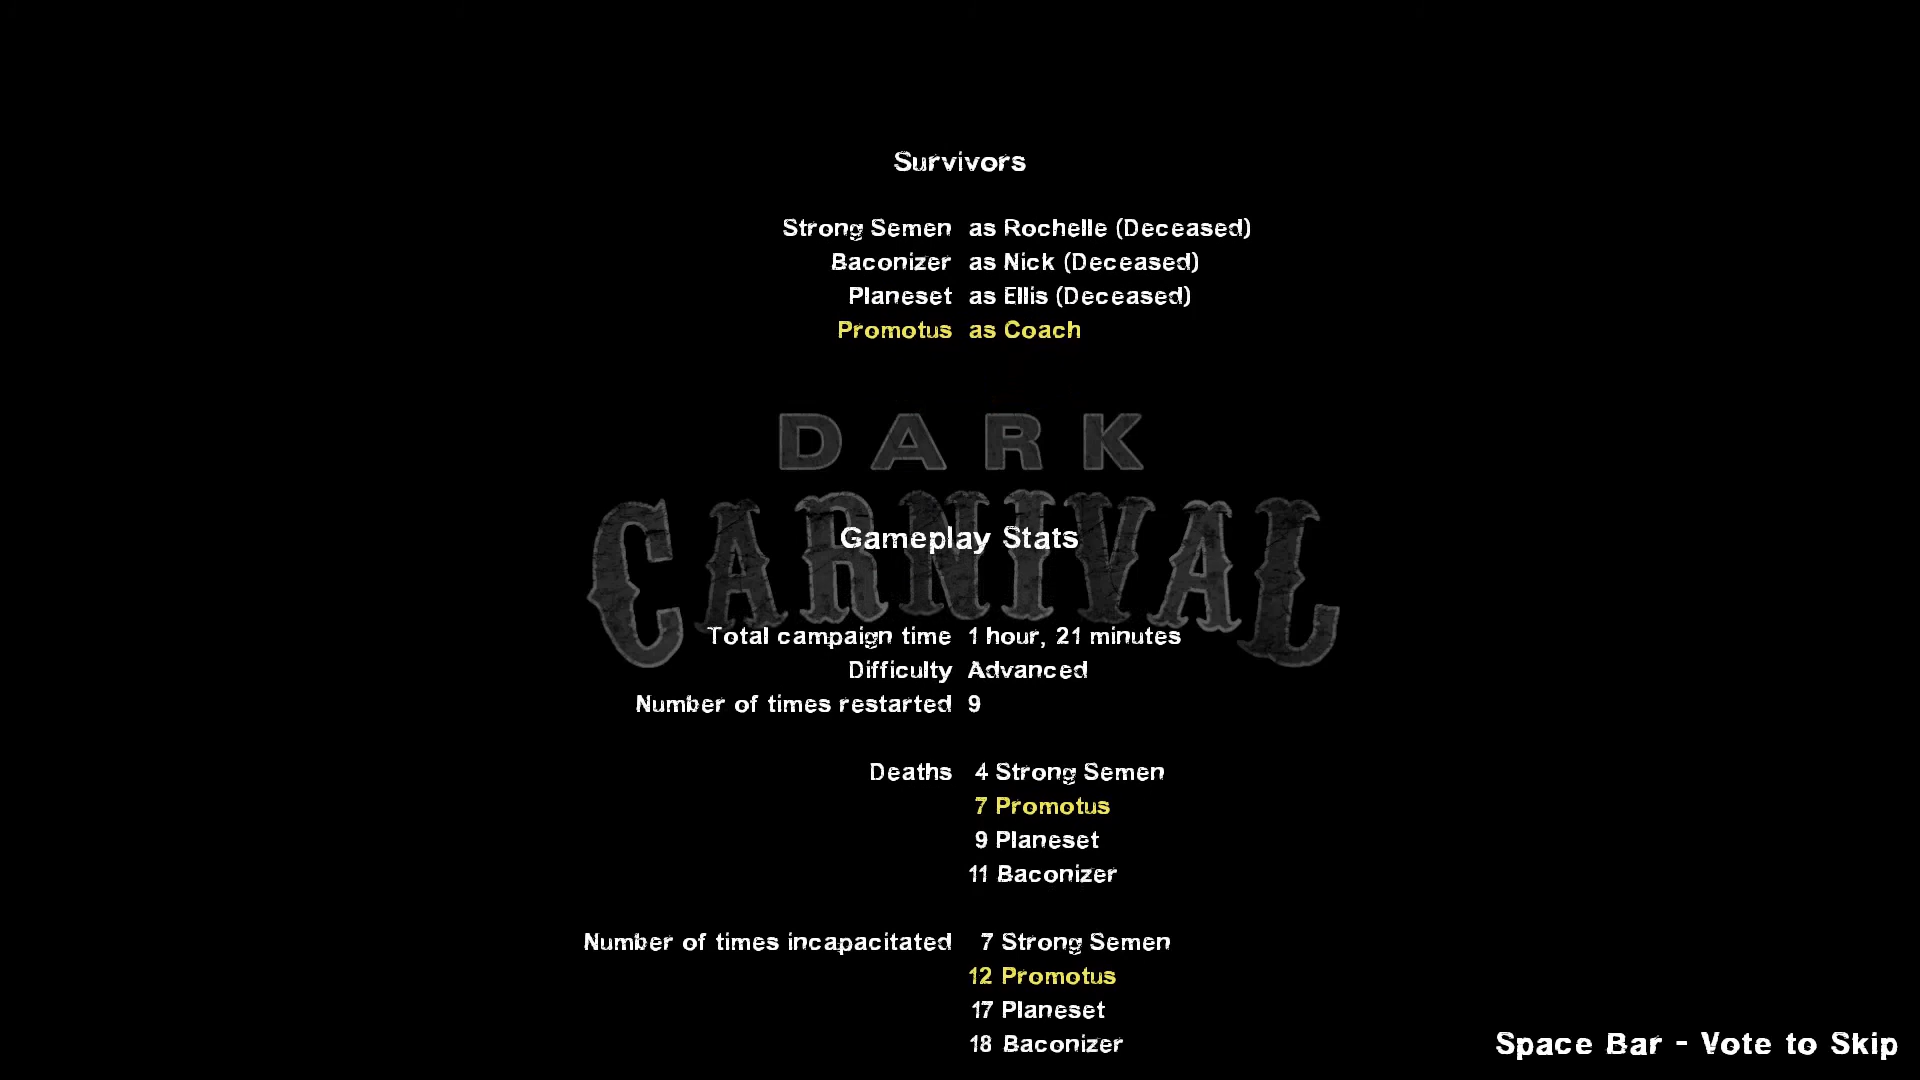 Survivors
Strong Semen as Rochelle (Deceased)
Baconizer as Nick (Deceased)
Planeset as Ellis (Deceased)
Promotus as Coach
DARK
CARNIVAL
Gameplay Stats
Total campaign time 1 hour, 21 minutes
Difficulty Advanced
Number of times restarted 9
Deaths 4 Strong Semen
7 Promotus
9 Planeset
11 Baconizer
Number of times incapacitated 7 Strong Semen
12 Promotus
17 Planeset
18 Baconizer
Space Bar - Vote to Skip